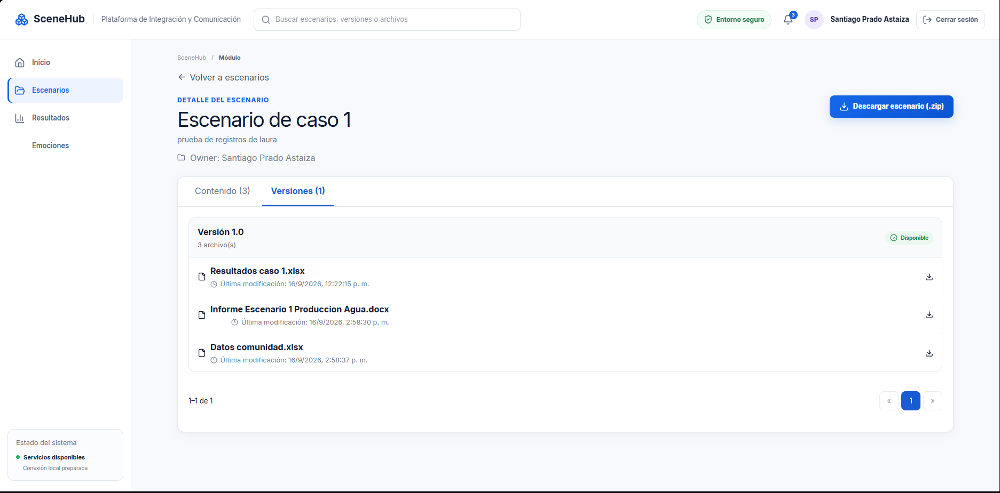 SceneHub
Plataforma de Integración y Comunicación
Buscar escenarios, versiones o archivos
Entorno seguro
3
SP
Santiago Prado Astaiza
Cerrar sesión
Inicio
Escenarios
Resultados
Emociones
Estado del sistema
Servicios disponibles
Conexión local preparada
SceneHub / Módulo
Volver a escenarios
DETALLE DEL ESCENARIO
Escenario de caso 1
prueba de registros de laura
Owner: Santiago Prado Astaiza
Descargar escenario (.zip)
Contenido (3)
Versiones (1)
Versión 1.0
3 archivo(s)
Disponible
Resultados caso 1.xlsx
Última modificación: 16/9/2026, 12:22:15 p. m.
Informe Escenario 1 Produccion Agua.docx
Última modificación: 16/9/2026, 2:58:30 p. m.
Datos comunidad.xlsx
Última modificación: 16/9/2026, 2:58:37 p. m.
1–1 de 1
« 1 »